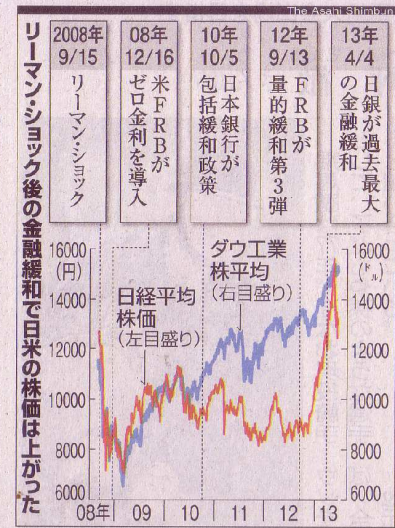 The Asahi Shimbun
リーマン・ショック後の金融緩和で日米の株価は上がった
2008年
9/15
リーマン・ショック
08年
12/16
米FRBが
ゼロ金利を導入
10年
10/5
日本銀行が
包括緩和政策
12年
9/13
FRBが
量的緩和第3弾
13年
4/4
日銀が過去最大
の金融緩和
16000
(円)
14000
12000
10000
8000
6000
日経平均
株価
(左目盛り)
ダウ工業
株平均
(右目盛り)
16000
(ドル)
14000
12000
10000
8000
6000
08年 09 10 11 12 13